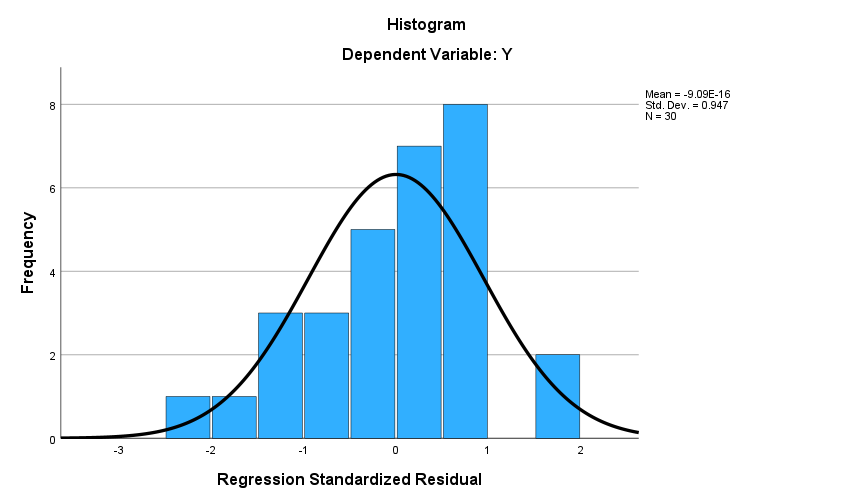 Histogram
Dependent Variable: Y
Mean = -9.09E-16
Std. Dev. = 0.947
N = 30
Frequency
8
6
4
2
0
-3 -2 -1 0 1 2
Regression Standardized Residual